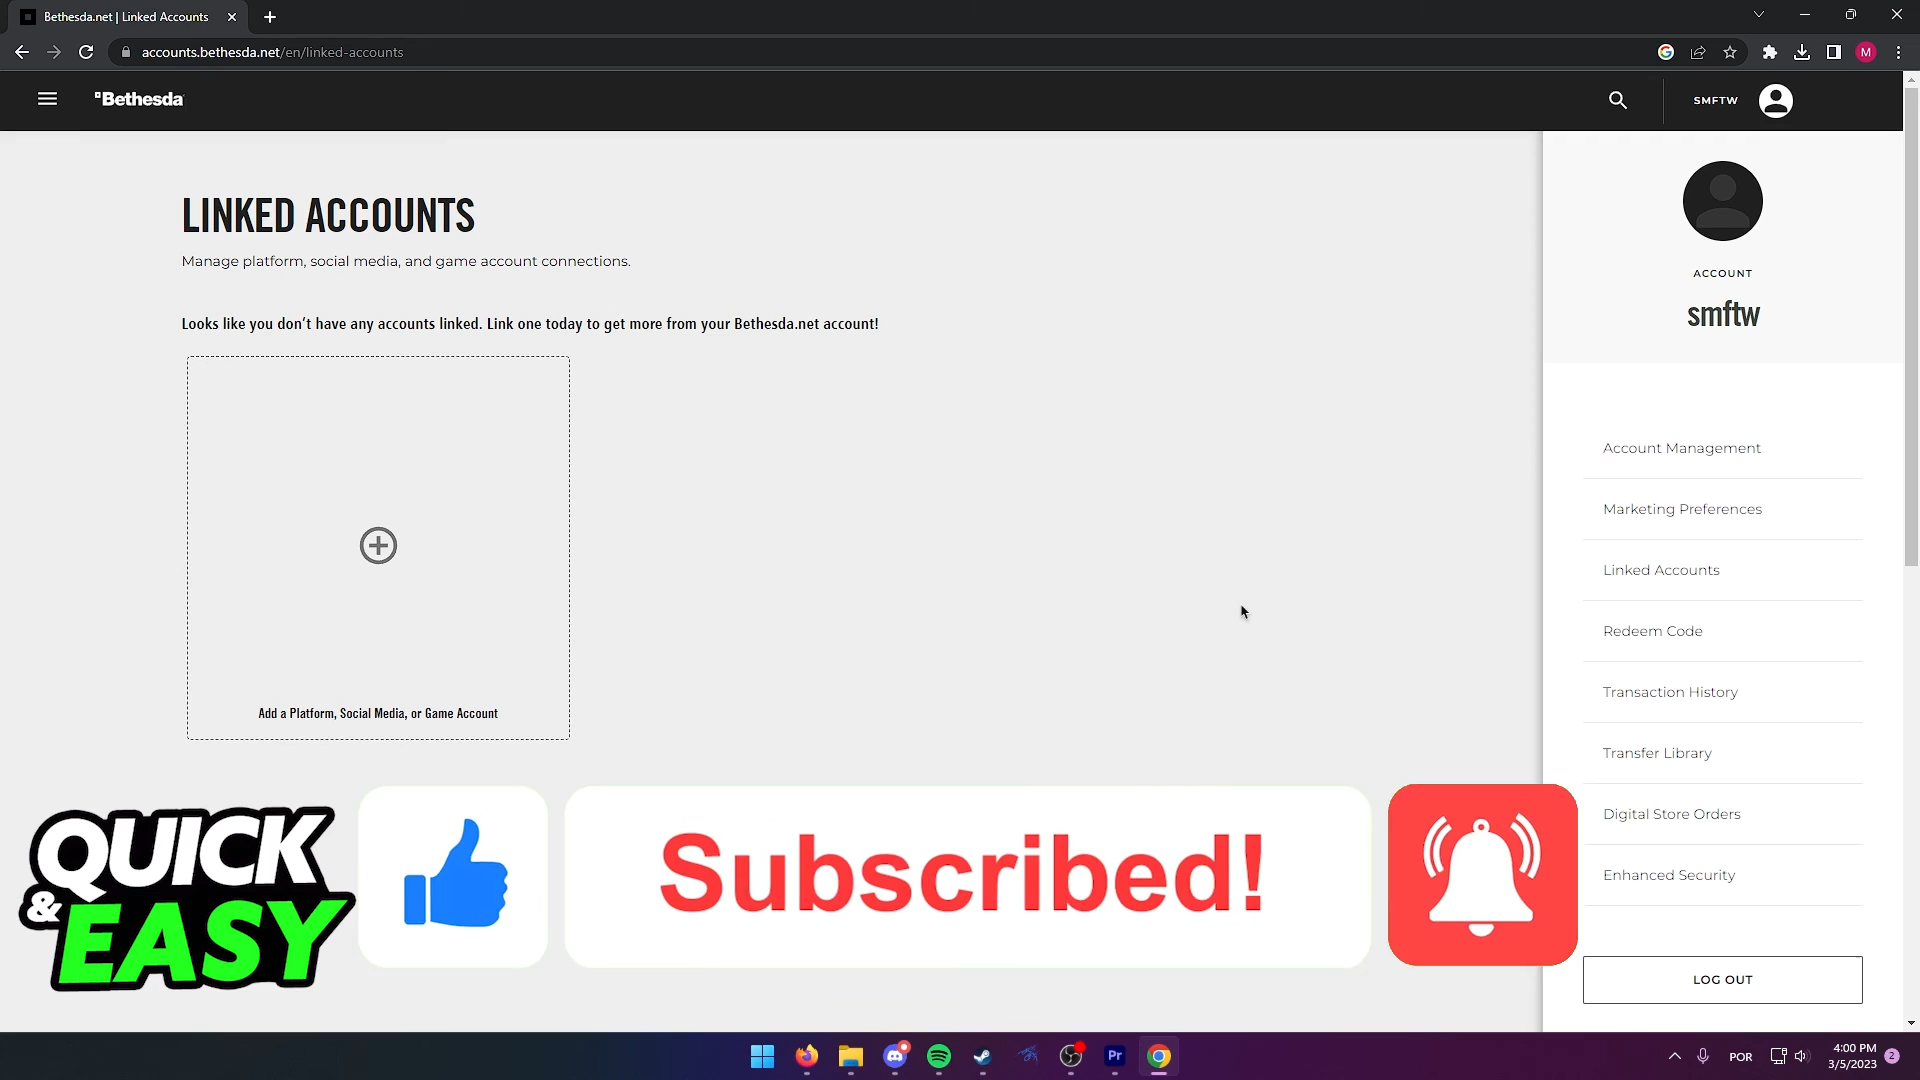 Bethesda.net | Linked Accounts
accounts.bethesda.net/en/linked-accounts
M
Bethesda
SMFTW
LINKED ACCOUNTS
Manage platform, social media, and game account connections.
Looks like you don't have any accounts linked. Link one today to get more from your Bethesda.net account!
Add a Platform, Social Media, or Game Account
ACCOUNT
smftw
Account Management
Marketing Preferences
Linked Accounts
Redeem Code
Transaction History
Transfer Library
Digital Store Orders
Enhanced Security
LOG OUT
QUICK
& EASY
Subscribed!
Pr
POR
4:00 PM
3/5/2023
2